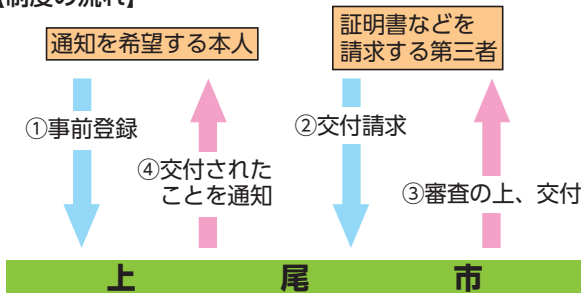 【制度の流れ】
通知を希望する本人
証明書などを
請求する第三者
①事前登録
②交付請求
④交付された
ことを通知
③審査の上、交付
上尾市